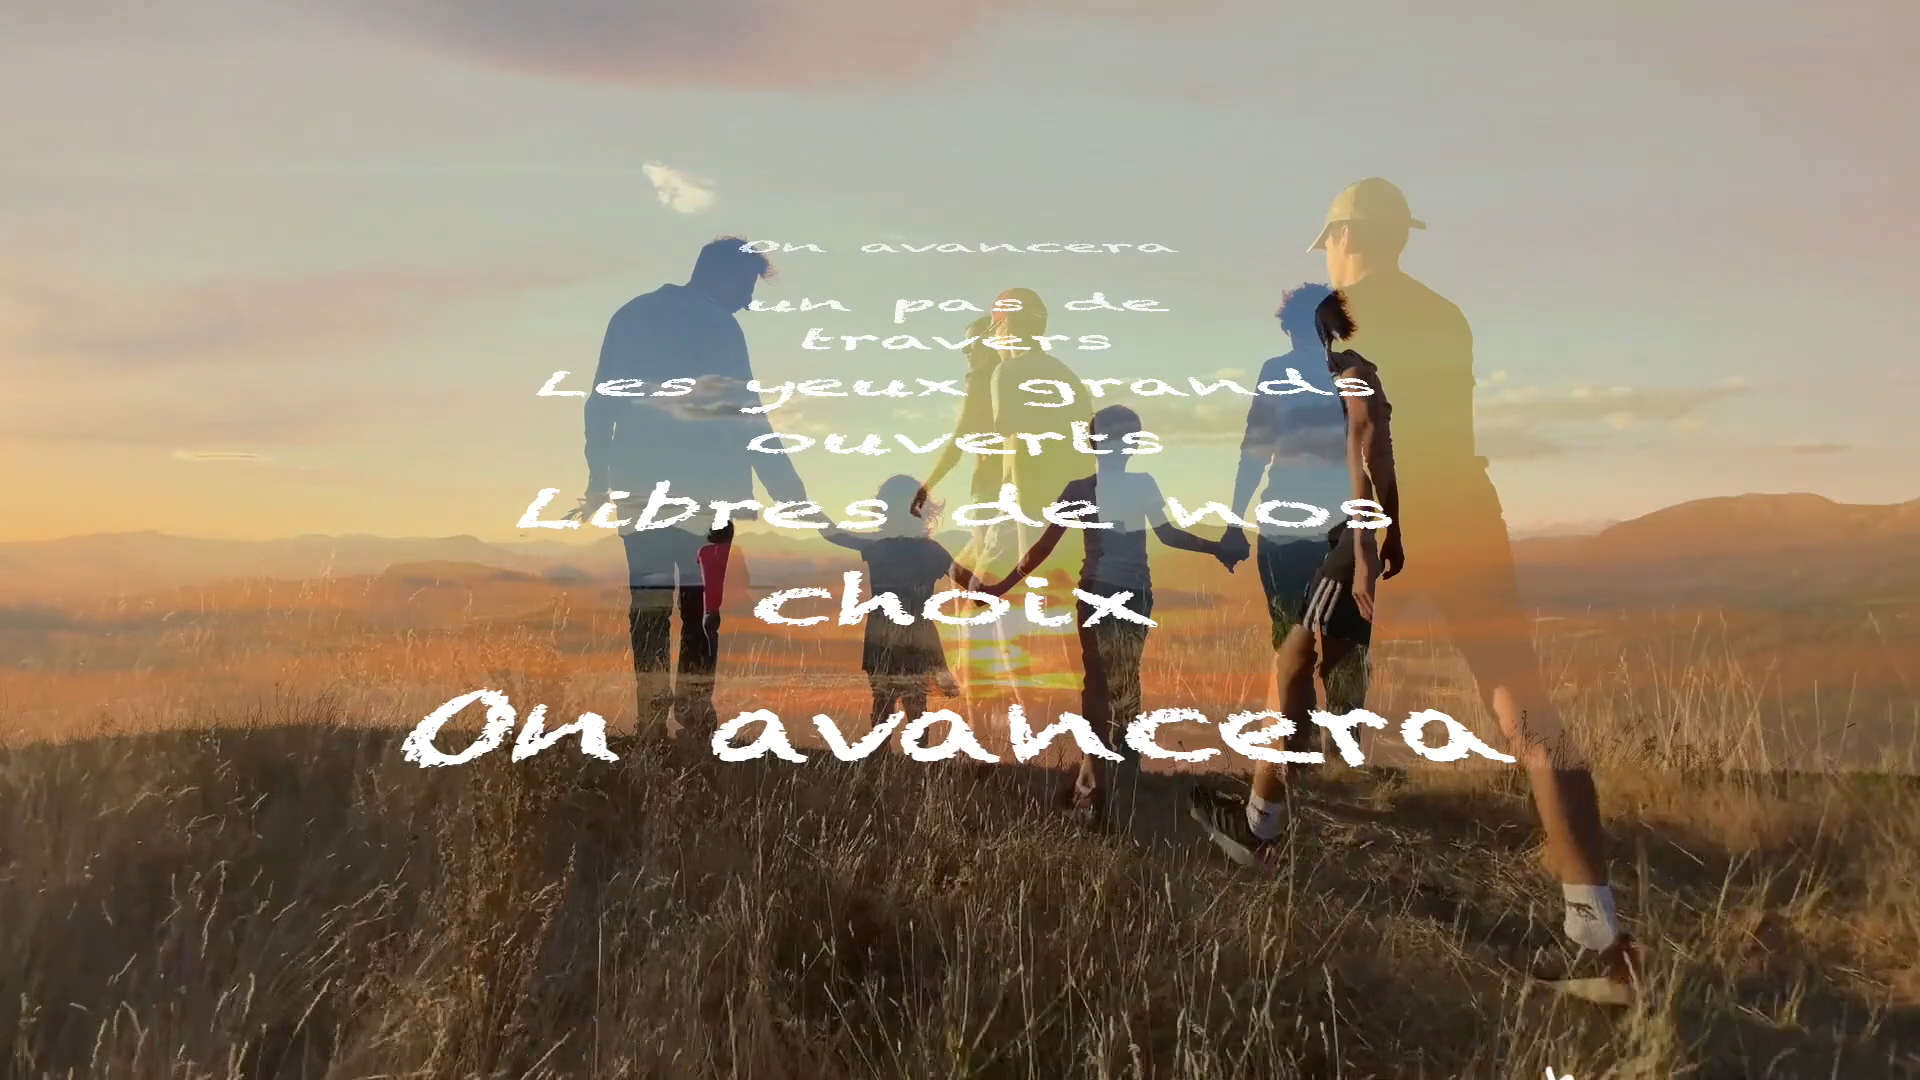 On avancera
un pas de
travers
Les yeux grands
ouverts
Libres de nos
choix
On avancera